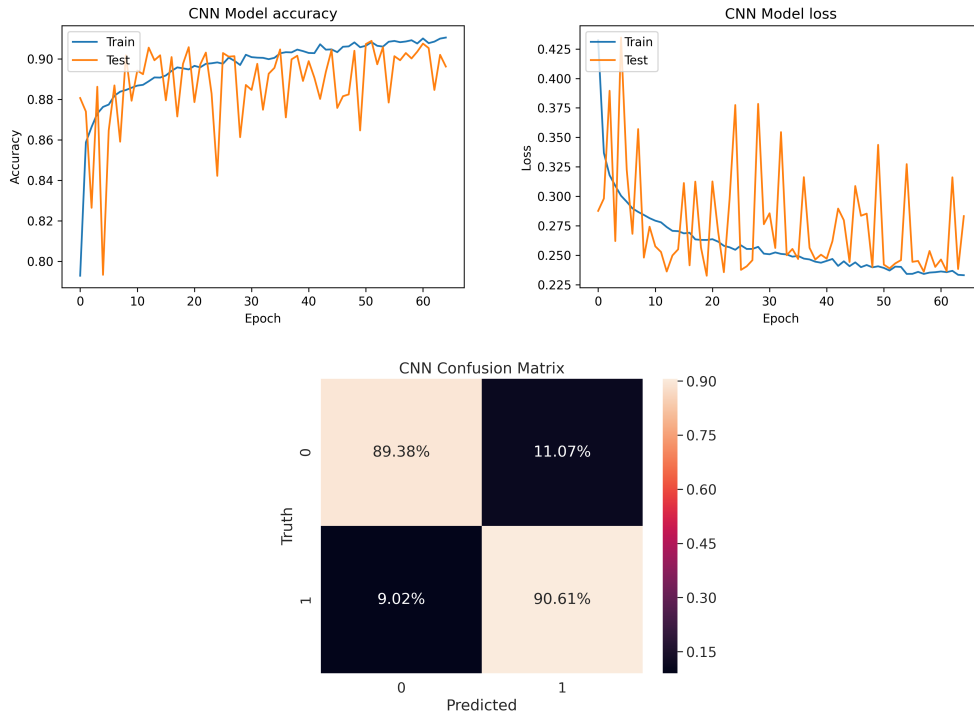 CNN Model accuracy
Train
Test
0.90
0.88
0.86
0.84
0.82
0.80
Accuracy
0 10 20 30 40 50 60
Epoch
CNN Model loss
Train
Test
0.425
0.400
0.375
0.350
0.325
0.300
0.275
0.250
0.225
Loss
0 10 20 30 40 50 60
Epoch
CNN Confusion Matrix
0 89.38% 11.07%
1 9.02% 90.61%
Truth
0 1
Predicted
0.90
0.75
0.60
0.45
0.30
0.15